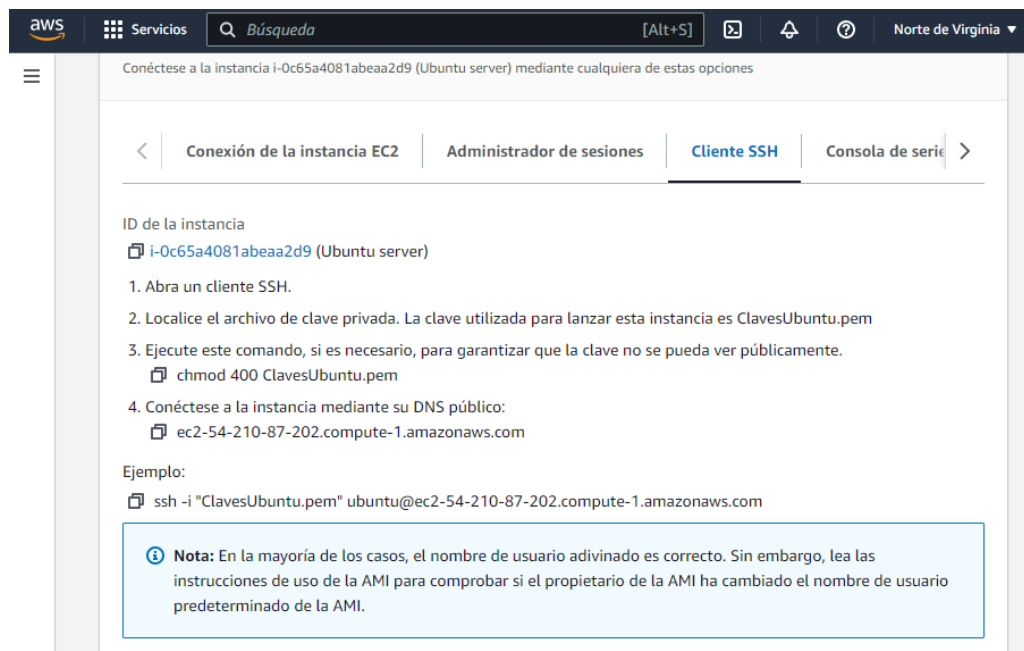 aws Servicios Búsqueda [Alt+S] Norte de Virginia
Conéctese a la instancia i-0c65a4081abeaa2d9 (Ubuntu server) mediante cualquiera de estas opciones
Conexión de la instancia EC2 Administrador de sesiones Cliente SSH Consola de serie
ID de la instancia
i-0c65a4081abeaa2d9 (Ubuntu server)
1. Abra un cliente SSH.
2. Localice el archivo de clave privada. La clave utilizada para lanzar esta instancia es ClavesUbuntu.pem
3. Ejecute este comando, si es necesario, para garantizar que la clave no se pueda ver públicamente.
chmod 400 ClavesUbuntu.pem
4. Conéctese a la instancia mediante su DNS público:
ec2-54-210-87-202.compute-1.amazonaws.com
Ejemplo:
ssh -i "ClavesUbuntu.pem" ubuntu@ec2-54-210-87-202.compute-1.amazonaws.com
Nota: En la mayoría de los casos, el nombre de usuario adivinado es correcto. Sin embargo, lea las
instrucciones de uso de la AMI para comprobar si el propietario de la AMI ha cambiado el nombre de usuario
predeterminado de la AMI.